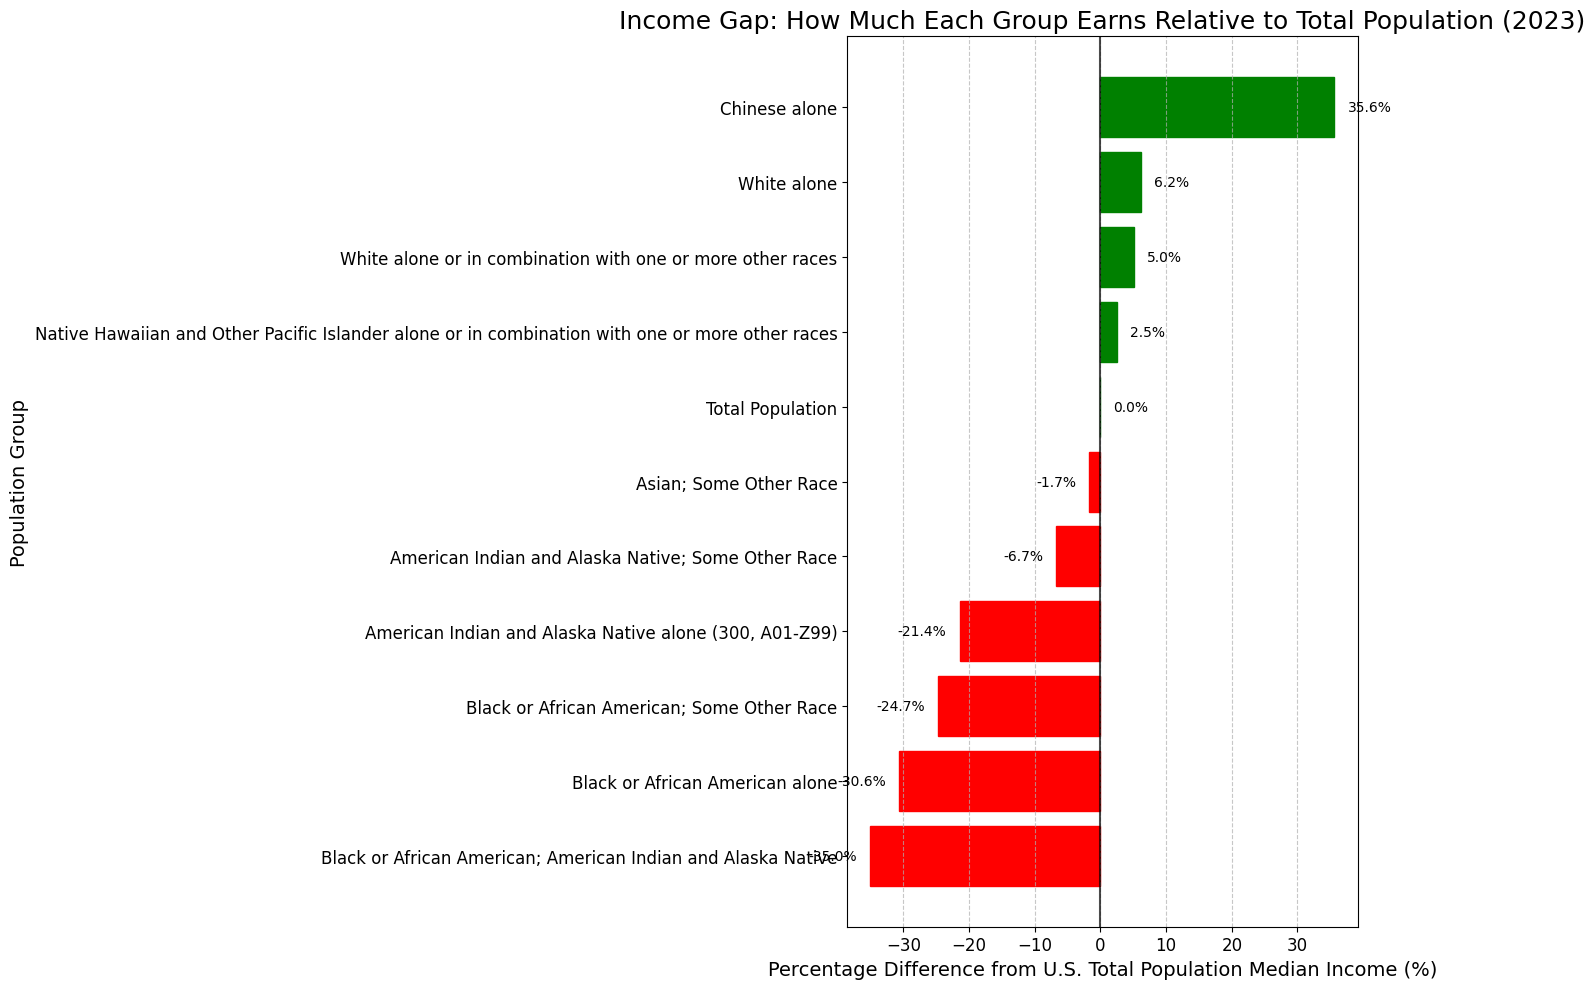 Income Gap: How Much Each Group Earns Relative to Total Population (2023)
Population Group
Chinese alone 35.6%
White alone 6.2%
White alone or in combination with one or more other races 5.0%
Native Hawaiian and Other Pacific Islander alone or in combination with one or more other races 2.5%
Total Population 0.0%
Asian; Some Other Race -1.7%
American Indian and Alaska Native; Some Other Race -6.7%
American Indian and Alaska Native alone (300, A01-Z99) -21.4%
Black or African American; Some Other Race -24.7%
Black or African American alone -30.6%
Black or African American; American Indian and Alaska Native -35.0%
−30 −20 −10 0 10 20 30
Percentage Difference from U.S. Total Population Median Income (%)